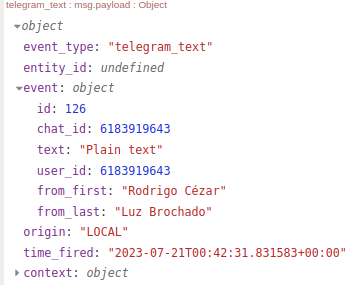 telegram_text : msg.payload : Object
object
event_type: "telegram_text"
entity_id: undefined
event: object
id: 126
chat_id: 6183919643
text: "Plain text"
user_id: 6183919643
from_first: "Rodrigo Cézar"
from_last: "Luz Brochado"
origin: "LOCAL"
time_fired: "2023-07-21T00:42:31.831583+00:00"
context: object